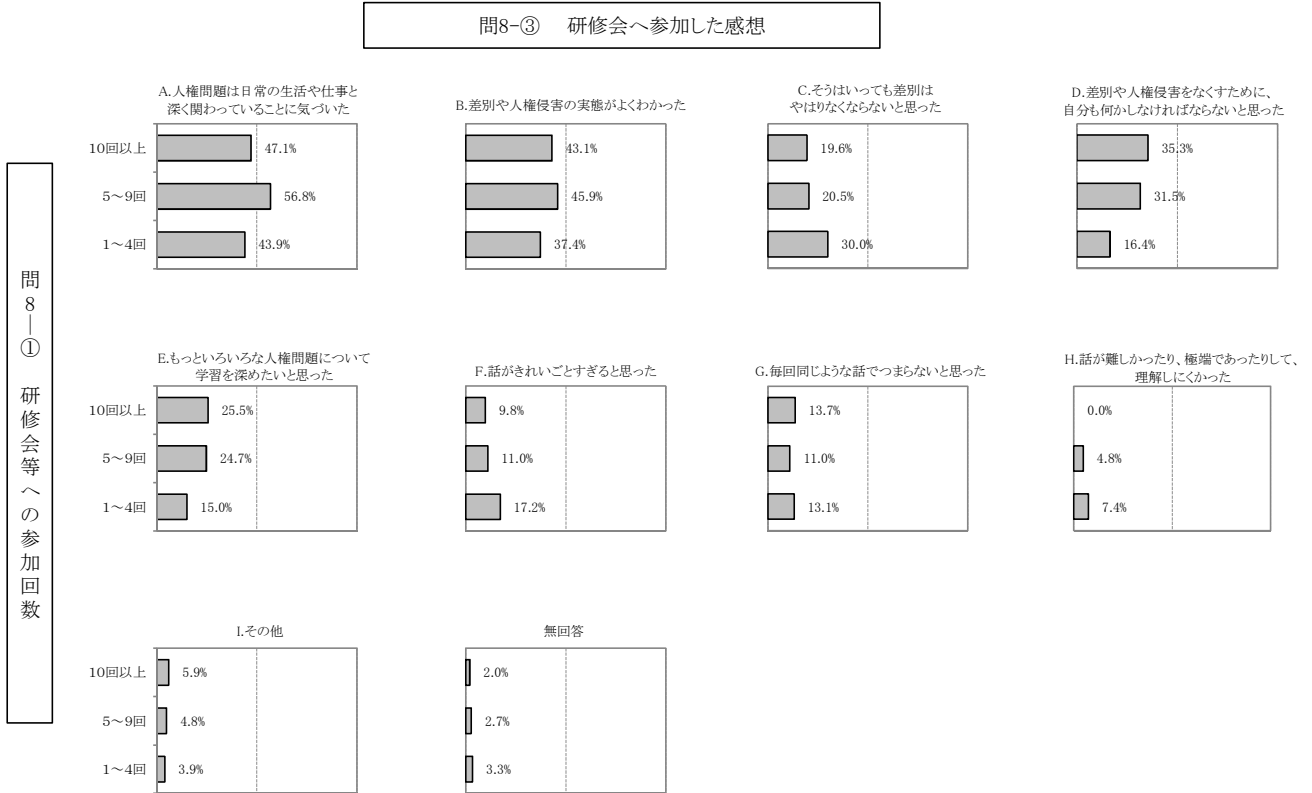 問8-③ 研修会へ参加した感想
問8―① 研修会等への参加回数
A.人権問題は日常の生活や仕事と
深く関わっていることに気づいた
10回以上 47.1%
5～9回 56.8%
1～4回 43.9%
B.差別や人権侵害の実態がよくわかった
43.1%
45.9%
37.4%
C.そうはいっても差別は
やはりなくならないと思った
19.6%
20.5%
30.0%
D.差別や人権侵害をなくすために、
自分も何かしなければならないと思った
35.3%
31.5%
16.4%
E.もっといろいろな人権問題について
学習を深めたいと思った
10回以上 25.5%
5～9回 24.7%
1～4回 15.0%
F.話がきれいごとすぎると思った
9.8%
11.0%
17.2%
G.毎回同じような話でつまらないと思った
13.7%
11.0%
13.1%
H.話が難しかったり、極端であったりして、
理解しにくかった
0.0%
4.8%
7.4%
I.その他
10回以上 5.9%
5～9回 4.8%
1～4回 3.9%
無回答
2.0%
2.7%
3.3%